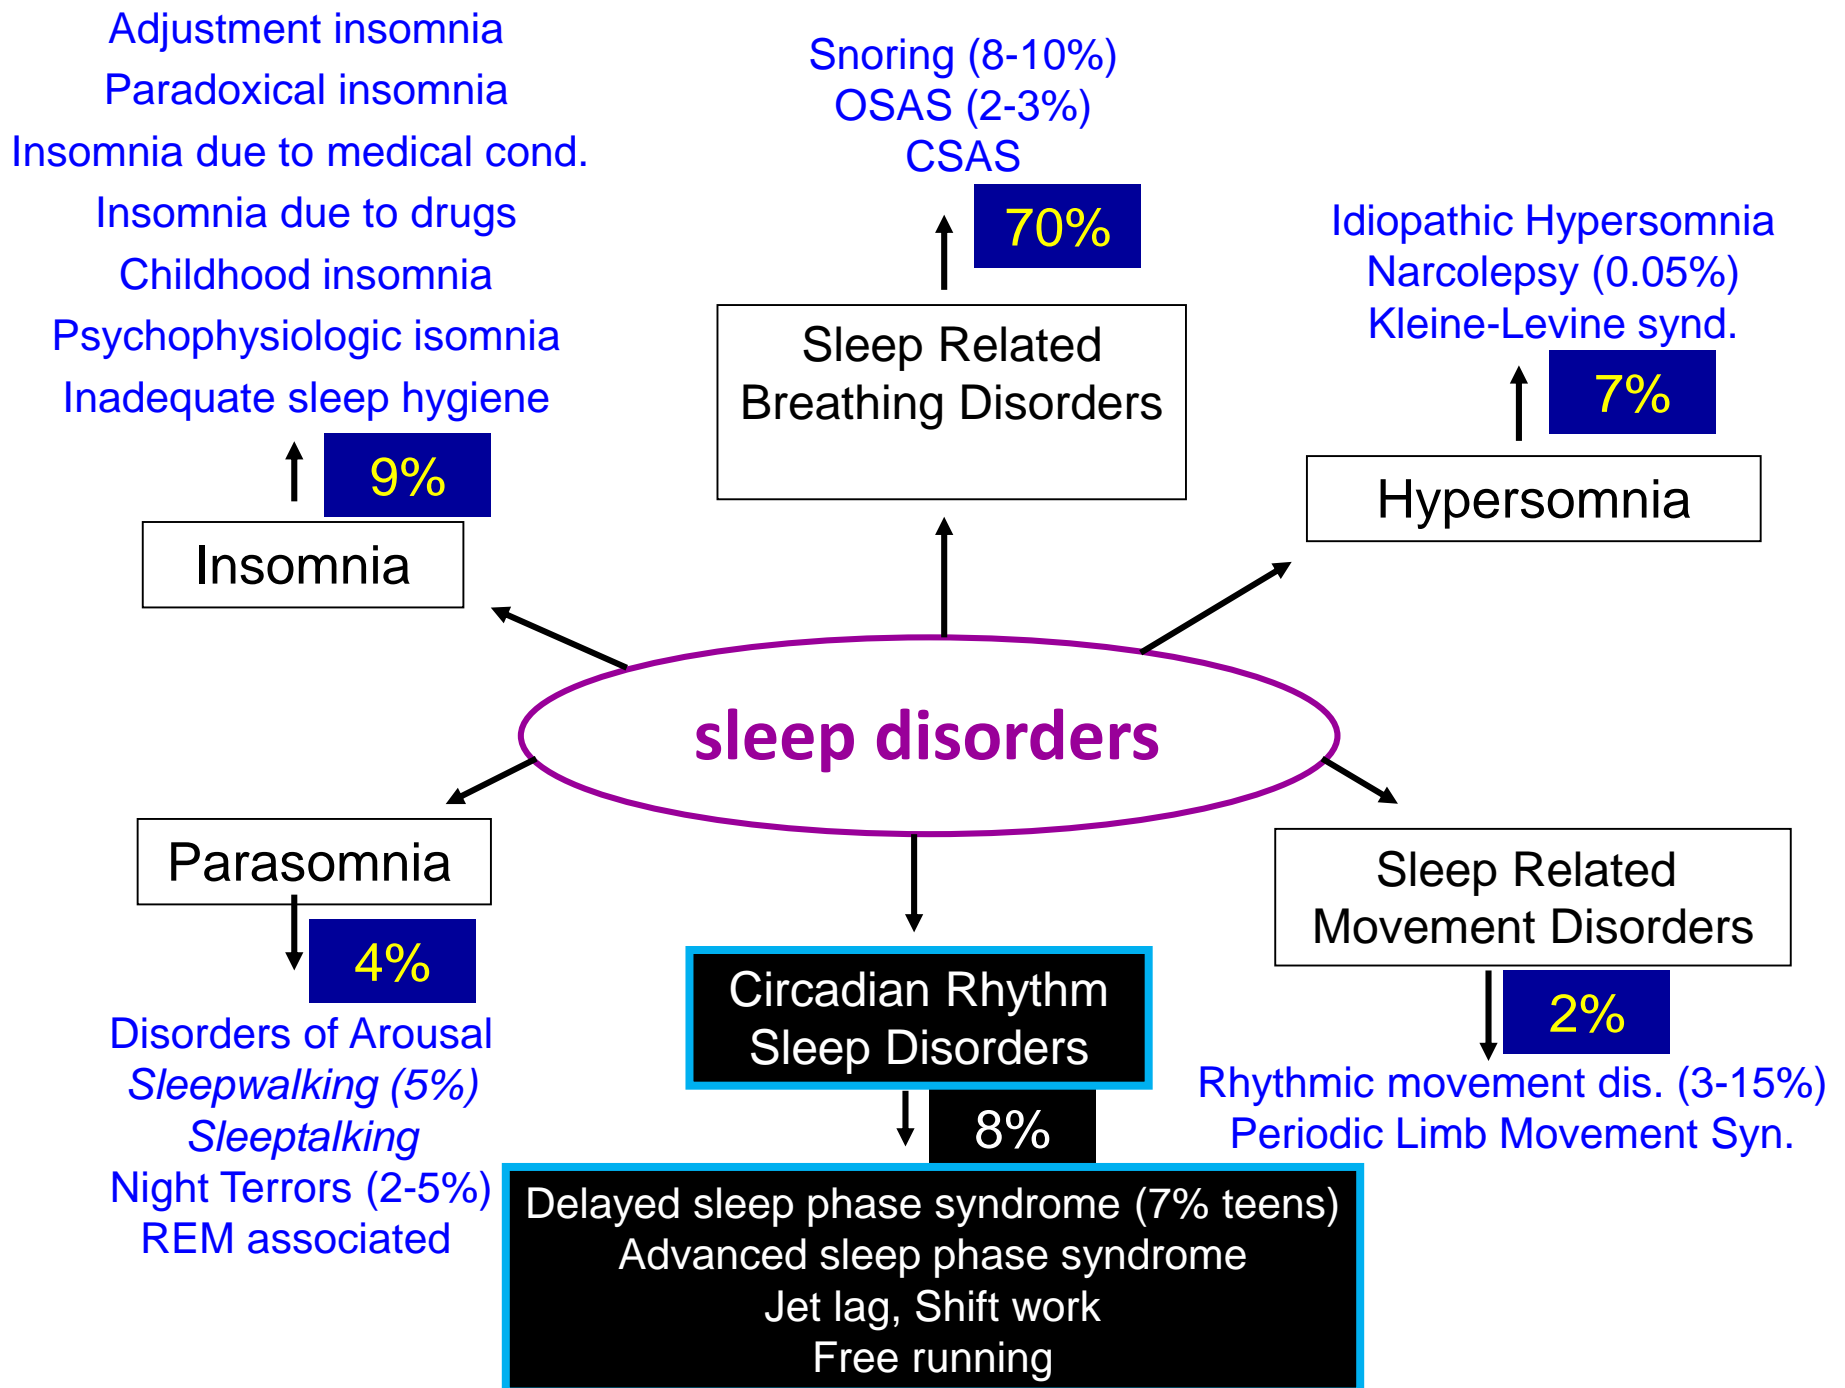 Adjustment insomnia
Paradoxical insomnia
Insomnia due to medical cond.
Insomnia due to drugs
Childhood insomnia
Psychophysiologic isomnia
Inadequate sleep hygiene
9%
Insomnia
Snoring (8-10%)
OSAS (2-3%)
CSAS
70%
Sleep Related
Breathing Disorders
Idiopathic Hypersomnia
Narcolepsy (0.05%)
Kleine-Levine synd.
7%
Hypersomnia
sleep disorders
Parasomnia
4%
Disorders of Arousal
Sleepwalking (5%)
Sleeptalking
Night Terrors (2-5%)
REM associated
Circadian Rhythm
Sleep Disorders
8%
Delayed sleep phase syndrome (7% teens)
Advanced sleep phase syndrome
Jet lag, Shift work
Free running
Sleep Related
Movement Disorders
2%
Rhythmic movement dis. (3-15%)
Periodic Limb Movement Syn.